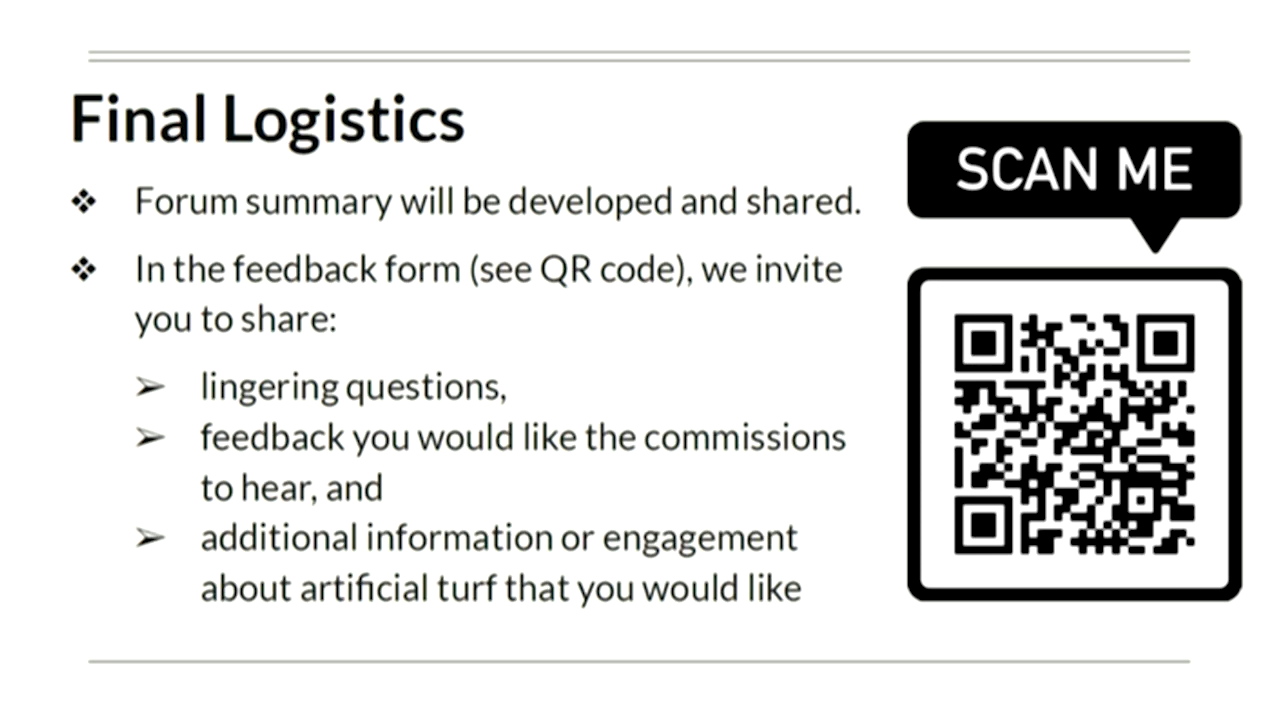 Final Logistics
❖ Forum summary will be developed and shared.
❖ In the feedback form (see QR code), we invite
you to share:
➢ lingering questions,
➢ feedback you would like the commissions
to hear, and
➢ additional information or engagement
about artificial turf that you would like
SCAN ME